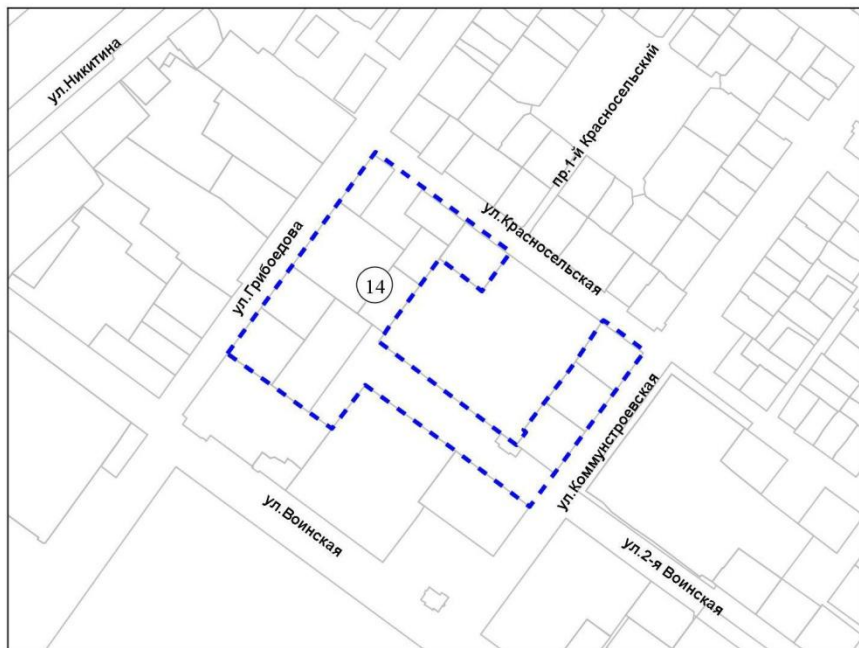 ул.Никитина
пр.1-й Красносельский
ул.Красносельская
ул.Грибоедова
14
ул.Коммунстроевская
ул.Воинская
ул.2-я Воинская